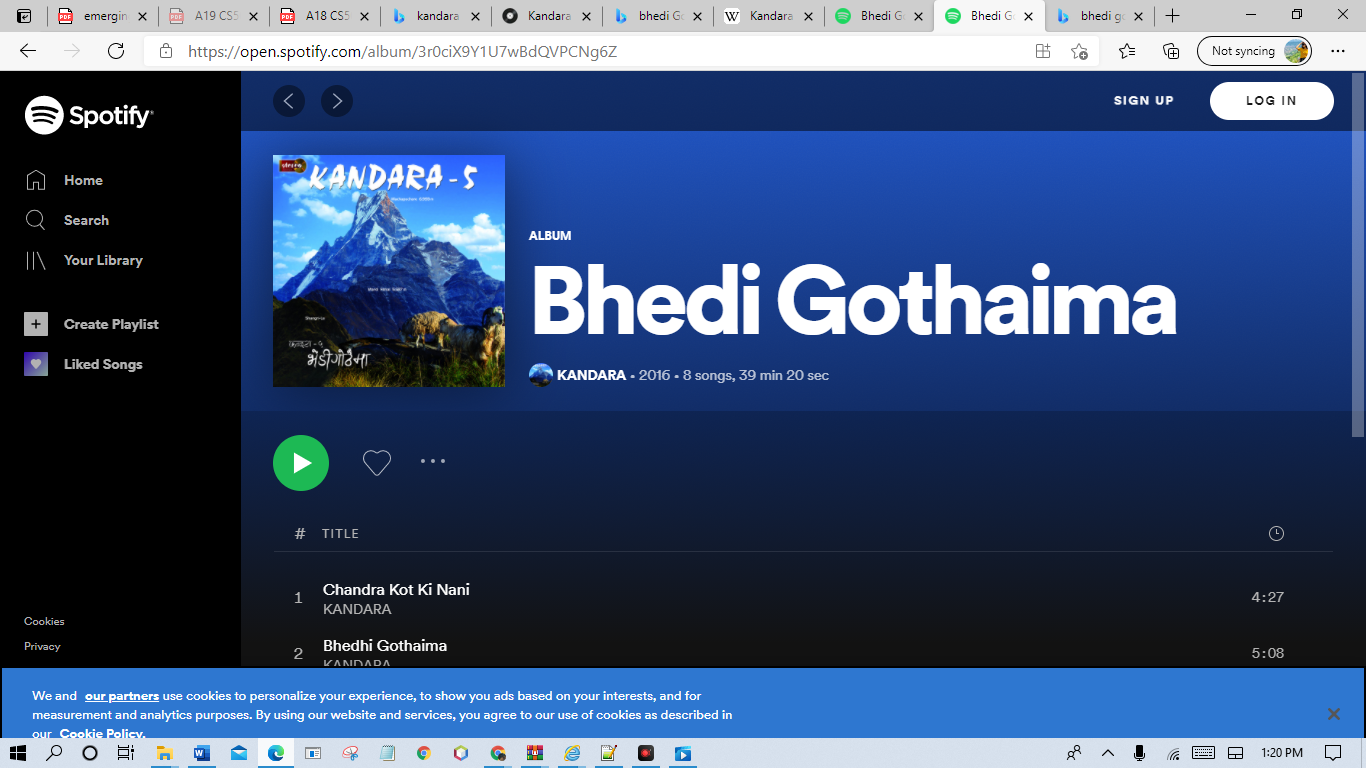 emergin
A19 CS5
A18 CS5
kandara
Kandara
bhedi Go
Kandara
Bhedi Go
Bhedi Go
bhedi go
https://open.spotify.com/album/3r0ciX9Y1U7wBdQVPCNg6Z
Not syncing
Spotify
SIGN UP
LOG IN
Home
Search
Your Library
Create Playlist
Liked Songs
KANDARA - 5
कन्दरा - ५
भेडीगोठैमा
ALBUM
Bhedi Gothaima
KANDARA • 2016 • 8 songs, 39 min 20 sec
# TITLE
1 Chandra Kot Ki Nani 4:27
KANDARA
2 Bhedhi Gothaima 5:08
KANDARA
Cookies
Privacy
We and our partners use cookies to personalize your experience, to show you ads based on your interests, and for
measurement and analytics purposes. By using our website and services, you agree to our use of cookies as described in
our Cookie Policy.
1:20 PM